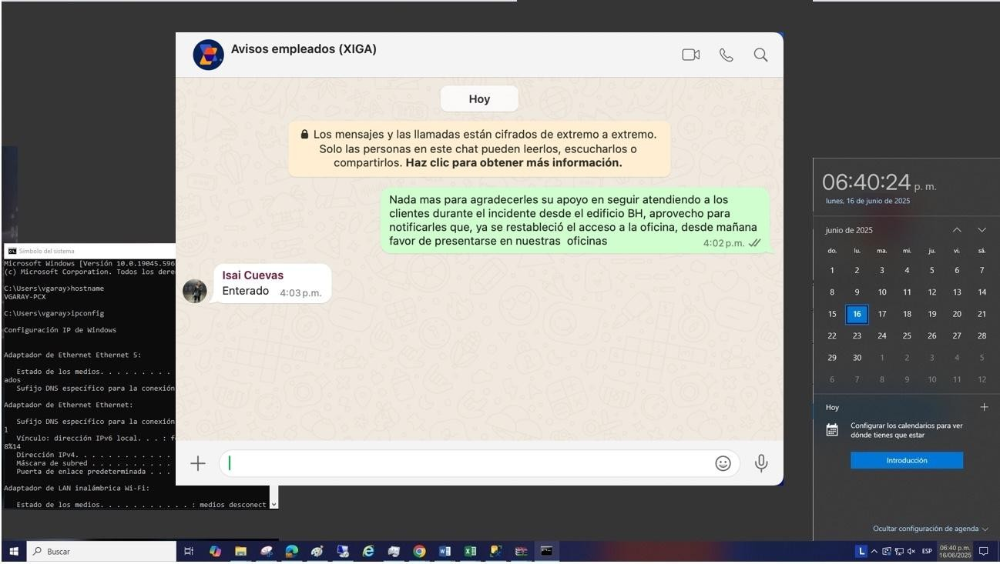 Avisos empleados (XIGA)
Hoy
Los mensajes y las llamadas están cifrados de extremo a extremo.
Solo las personas en este chat pueden leerlos, escucharlos o
compartirlos. Haz clic para obtener más información.
Nada mas para agradecerles su apoyo en seguir atendiendo a los
clientes durante el incidente desde el edificio BH, aprovecho para
notificarles que, ya se restableció el acceso a la oficina, desde mañana
favor de presentarse en nuestras oficinas
4:02 p.m.
Isai Cuevas
Enterado 4:03 p.m.
Símbolo del sistema
Microsoft Windows [Versión 10.0.19045.596
(c) Microsoft Corporation. Todos los dere
C:\Users\vgaray>hostname
VGARAY-PCX
C:\Users\vgaray>ipconfig
Configuración IP de Windows
Adaptador de Ethernet Ethernet 5:
Estado de los medios. . . . . . . . .
ados
Sufijo DNS específico para la conexión
Adaptador de Ethernet Ethernet:
Sufijo DNS específico para la conexión
l
Vínculo: dirección IPv6 local. . . : f
8%14
Dirección IPv4. . . . . . . . . . . .
Máscara de subred . . . . . . . . . .
Puerta de enlace predeterminada . . .
Adaptador de LAN inalámbrica Wi-Fi:
Estado de los medios. . . . . . . . . . . : medios desconect
06:40:24 p. m.
lunes, 16 de junio de 2025
junio de 2025
do. lu. ma. mi. ju. vi. sá.
1 2 3 4 5 6 7
8 9 10 11 12 13 14
15 16 17 18 19 20 21
22 23 24 25 26 27 28
29 30 1 2 3 4 5
6 7 8 9 10 11 12
Hoy
Configurar los calendarios para ver
dónde tienes que estar
Introducción
Ocultar configuración de agenda
Buscar
L
ESP
06:40 p.m.
16/06/2025